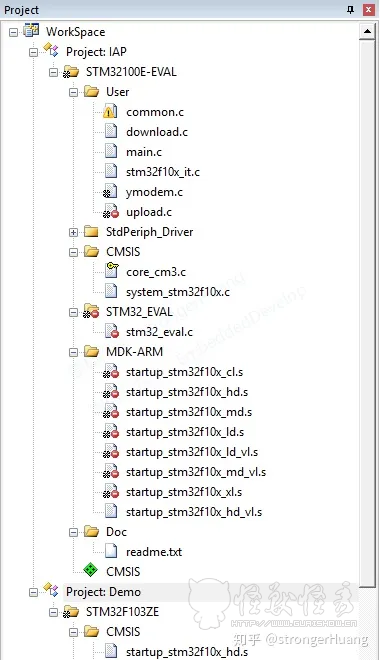 Project
WorkSpace
Project: IAP
STM32100E-EVAL
User
common.c
download.c
main.c
stm32f10x_it.c
ymodem.c
upload.c
StdPeriph_Driver
CMSIS
core_cm3.c
system_stm32f10x.c
STM32_EVAL
stm32_eval.c
MDK-ARM
startup_stm32f10x_cl.s
startup_stm32f10x_hd.s
startup_stm32f10x_md.s
startup_stm32f10x_ld.s
startup_stm32f10x_ld_vl.s
startup_stm32f10x_md_vl.s
startup_stm32f10x_xl.s
startup_stm32f10x_hd_vl.s
Doc
readme.txt
CMSIS
Project: Demo
STM32F103ZE
CMSIS
startup_stm32f10x_hd.s
知乎 @strongerHuang